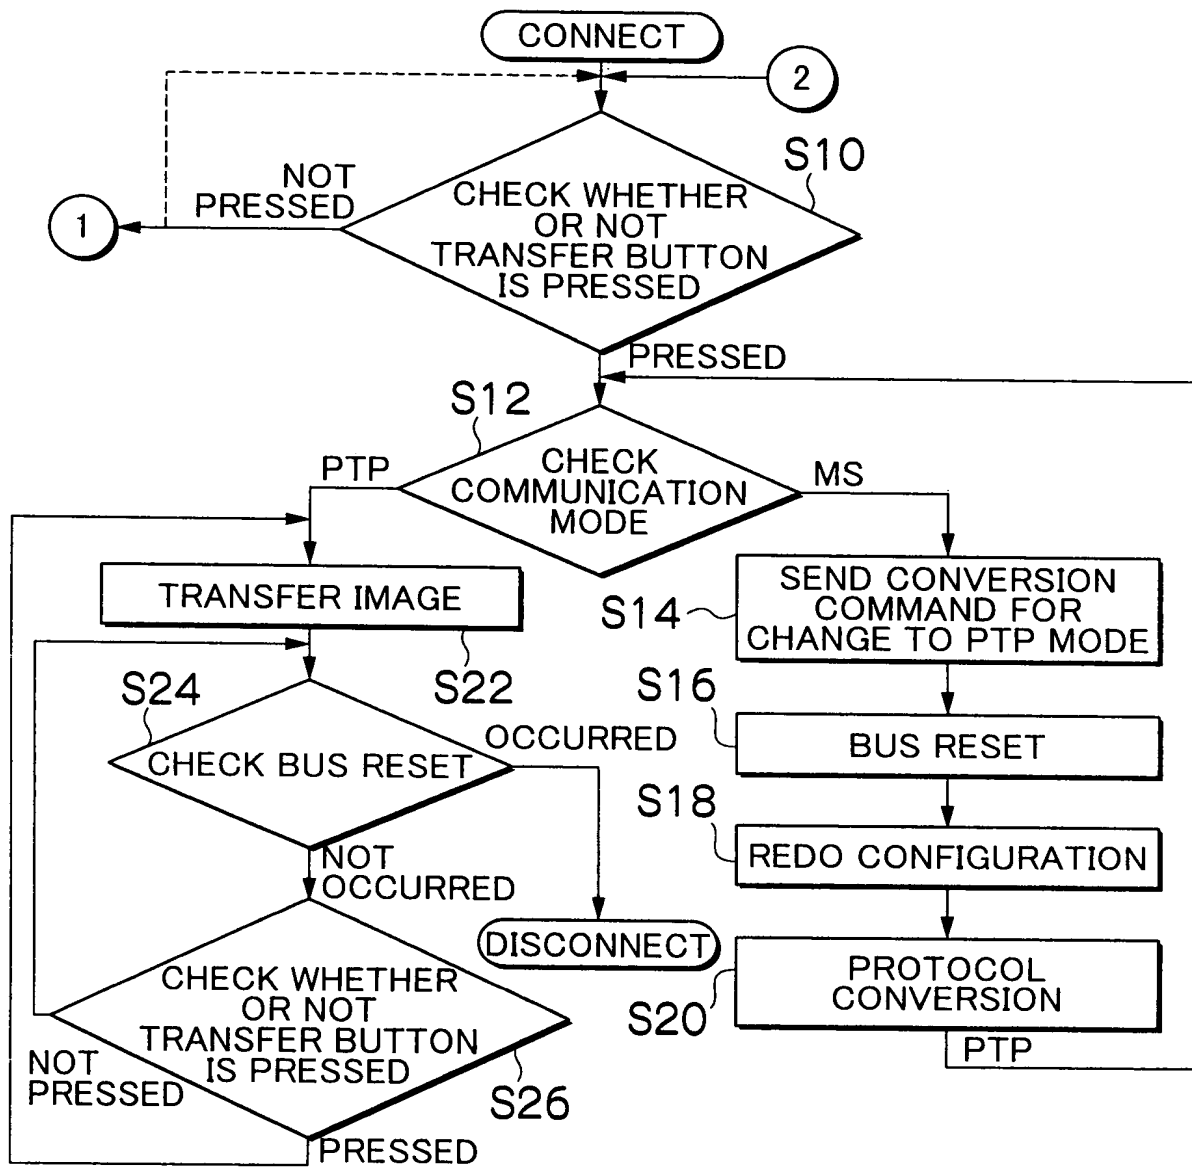 CONNECT
2
S10
NOT
PRESSED
1
CHECK WHETHER
OR NOT
TRANSFER BUTTON
IS PRESSED
PRESSED
S12
PTP
CHECK
COMMUNICATION
MODE
MS
TRANSFER IMAGE
S22
S14
SEND CONVERSION
COMMAND FOR
CHANGE TO PTP MODE
S24
CHECK BUS RESET
OCCURRED
S16
BUS RESET
NOT
OCCURRED
S18
REDO CONFIGURATION
DISCONNECT
S20
PROTOCOL
CONVERSION
PTP
CHECK WHETHER
OR NOT
TRANSFER BUTTON
IS PRESSED
NOT
PRESSED
S26
PRESSED